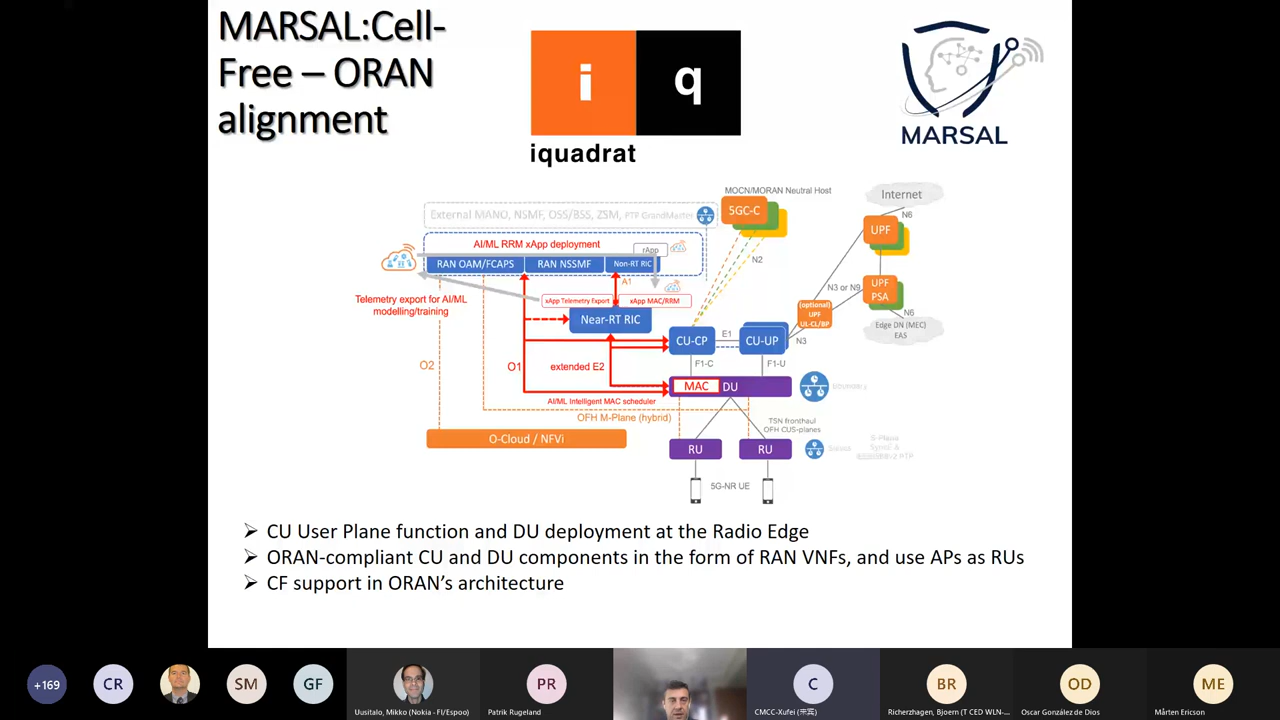 MARSAL:Cell-
Free – ORAN
alignment
i q
iquadrat
MARSAL
MOCN/MORAN Neutral Host
Internet
External MANO, NSMF, OSS/BSS, ZSM, PTP GrandMaster
5GC-C
N6
UPF
AI/ML RRM xApp deployment
rApp
RAN OAM/FCAPS
RAN NSSMF
Non-RT RIC
N2
A1
N3 or N9
UPF
PSA
Telemetry export for AI/ML
modelling/training
xApp Telemetry Export
xApp MAC/RRM
(optional)
UPF
UL-CL/BP
N6
Near-RT RIC
Edge DN (MEC)
EAS
CU-CP
E1
CU-UP
N3
O2
O1
extended E2
F1-C
F1-U
MAC
DU
AI/ML Intelligent MAC scheduler
OFH M-Plane (hybrid)
TSN fronthaul
OFH CUS-planes
O-Cloud / NFVi
RU
RU
S-Plane
5G-NR UE
➢ CU User Plane function and DU deployment at the Radio Edge
➢ ORAN-compliant CU and DU components in the form of RAN VNFs, and use APs as RUs
➢ CF support in ORAN’s architecture
+169
CR
SM
GF
PR
C
BR
OD
ME
Uusitalo, Mikko (Nokia - FI/Espoo)
Patrik Rugeland
CMCC-Xufei (宋宾)
Richerzhagen, Bjoern (T CED WLN-...
Oscar González de Dios
Mårten Ericson